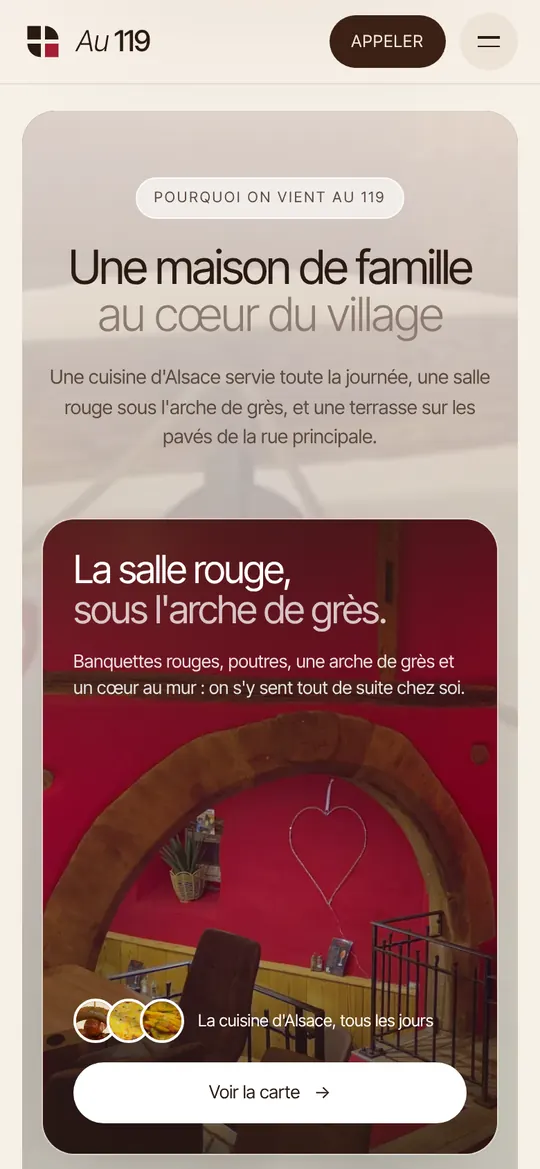 Au 119
APPELER
POURQUOI ON VIENT AU 119
Une maison de famille
au cœur du village
Une cuisine d'Alsace servie toute la journée, une salle
rouge sous l'arche de grès, et une terrasse sur les
pavés de la rue principale.
La salle rouge,
sous l'arche de grès.
Banquettes rouges, poutres, une arche de grès et
un cœur au mur : on s'y sent tout de suite chez soi.
La cuisine d'Alsace, tous les jours
Voir la carte →